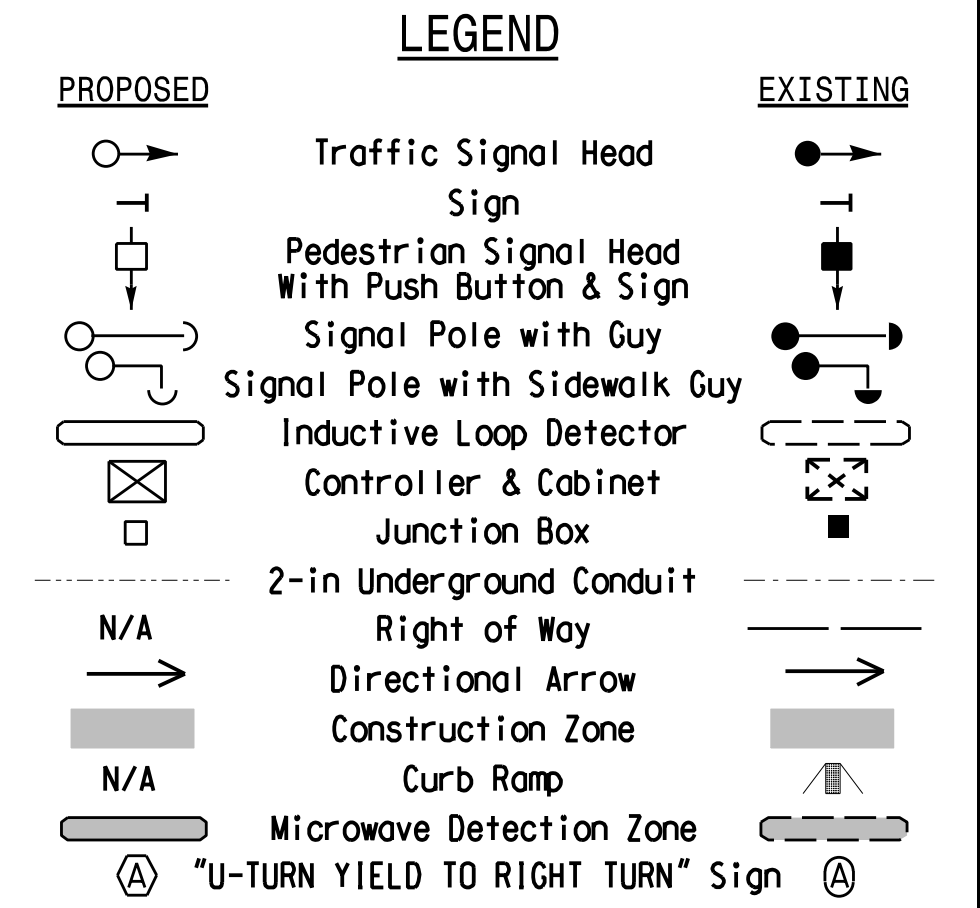 LEGEND
PROPOSED EXISTING
Traffic Signal Head
Sign
Pedestrian Signal Head
With Push Button & Sign
Signal Pole with Guy
Signal Pole with Sidewalk Guy
Inductive Loop Detector
Controller & Cabinet
Junction Box
2-in Underground Conduit
N/A Right of Way
Directional Arrow
Construction Zone
N/A Curb Ramp
Microwave Detection Zone
A "U-TURN YIELD TO RIGHT TURN" Sign A